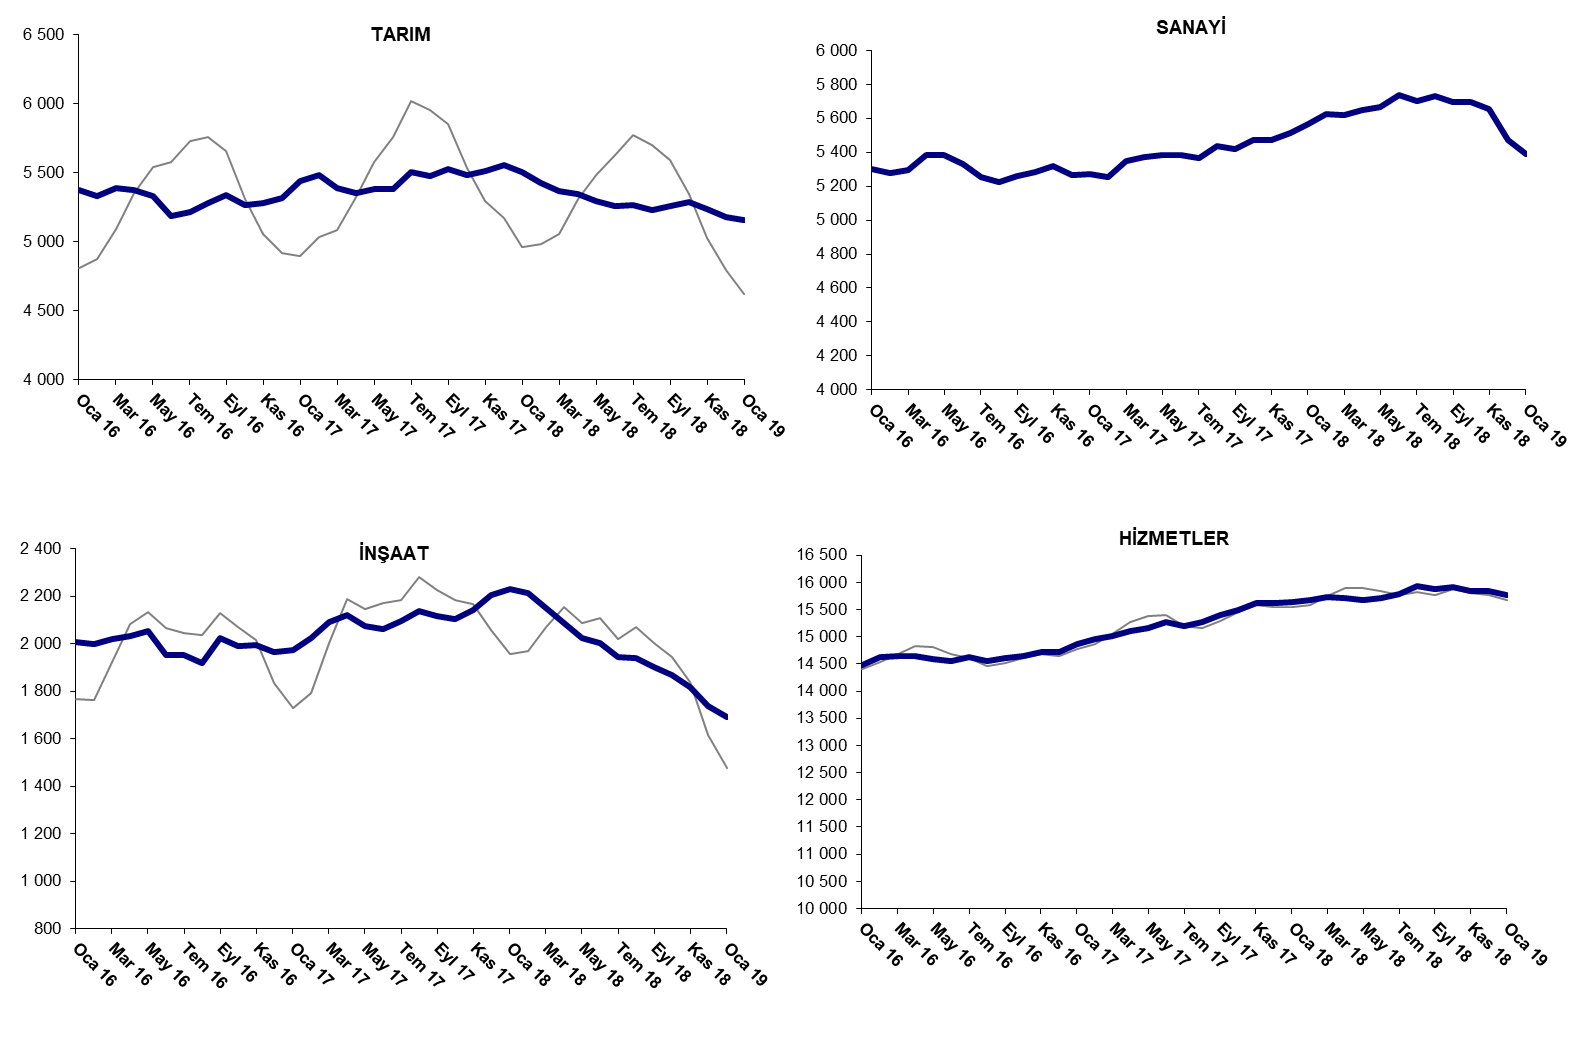 TARIM
6 500
6 000
5 500
5 000
4 500
4 000
Oca 16
Mar 16
May 16
Tem 16
Eyl 16
Kas 16
Oca 17
Mar 17
May 17
Tem 17
Eyl 17
Kas 17
Oca 18
Mar 18
May 18
Tem 18
Eyl 18
Kas 18
Oca 19
SANAYİ
6 000
5 800
5 600
5 400
5 200
5 000
4 800
4 600
4 400
4 200
4 000
Oca 16
Mar 16
May 16
Tem 16
Eyl 16
Kas 16
Oca 17
Mar 17
May 17
Tem 17
Eyl 17
Kas 17
Oca 18
Mar 18
May 18
Tem 18
Eyl 18
Kas 18
Oca 19
İNŞAAT
2 400
2 200
2 000
1 800
1 600
1 400
1 200
1 000
800
Oca 16
Mar 16
May 16
Tem 16
Eyl 16
Kas 16
Oca 17
Mar 17
May 17
Tem 17
Eyl 17
Kas 17
Oca 18
Mar 18
May 18
Tem 18
Eyl 18
Kas 18
Oca 19
HİZMETLER
16 500
16 000
15 500
15 000
14 500
14 000
13 500
13 000
12 500
12 000
11 500
11 000
10 500
10 000
Oca 16
Mar 16
May 16
Tem 16
Eyl 16
Kas 16
Oca 17
Mar 17
May 17
Tem 17
Eyl 17
Kas 17
Oca 18
Mar 18
May 18
Tem 18
Eyl 18
Kas 18
Oca 19